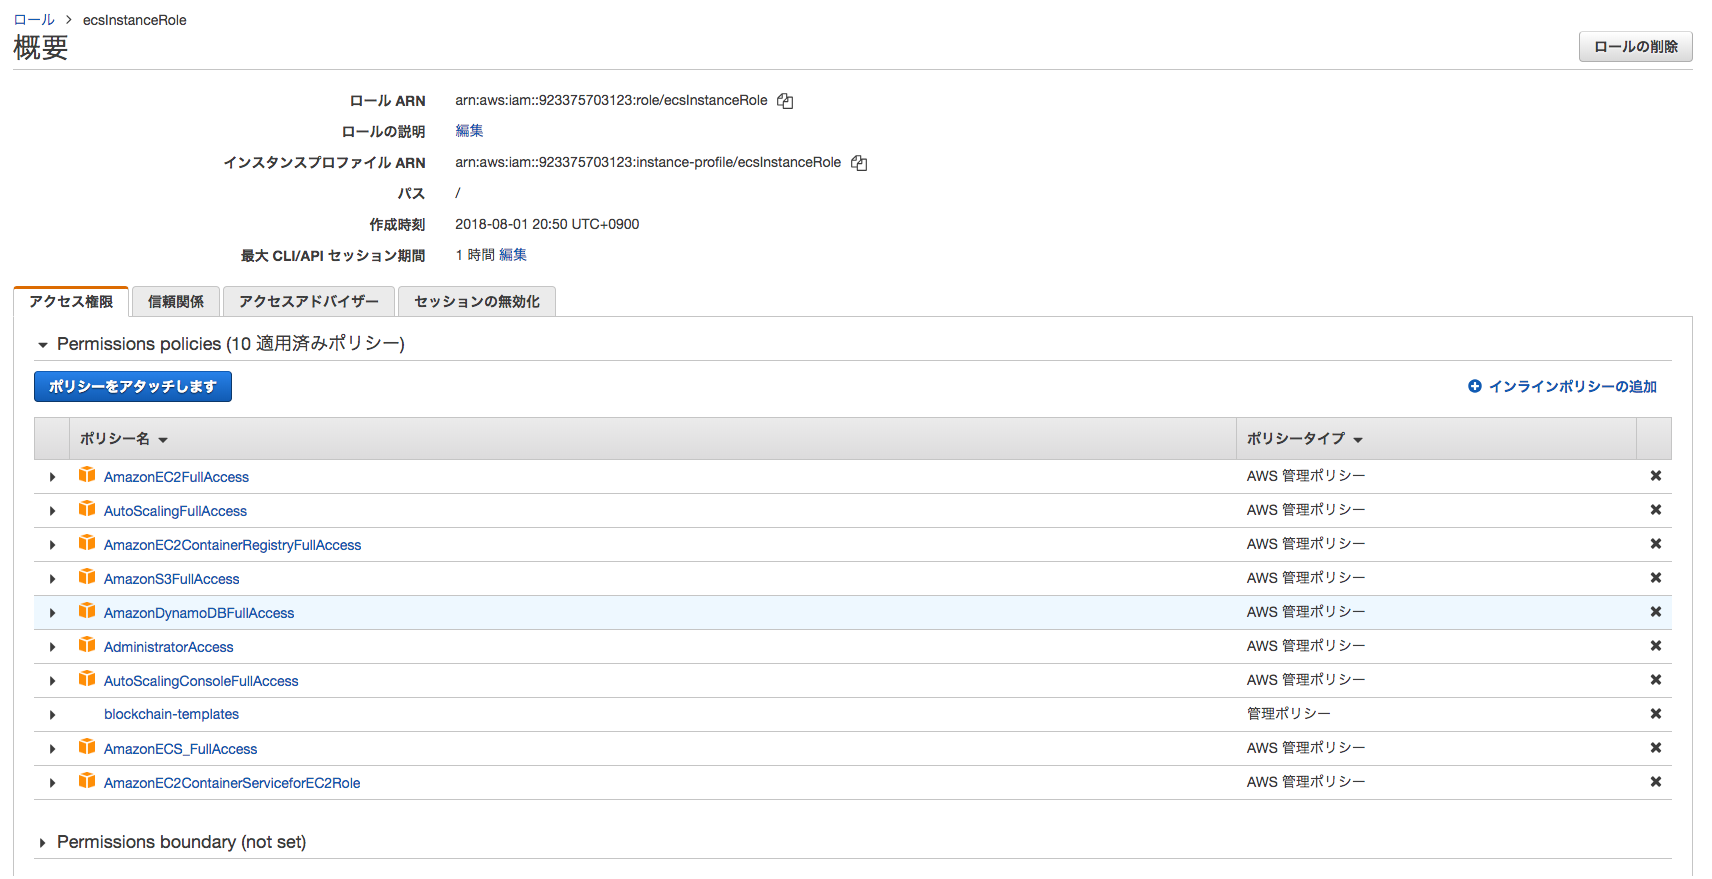 ロール > ecsInstanceRole
概要
ロールの削除
ロール ARN arn:aws:iam::923375703123:role/ecsInstanceRole
ロールの説明 編集
インスタンスプロファイル ARN arn:aws:iam::923375703123:instance-profile/ecsInstanceRole
パス /
作成時刻 2018-08-01 20:50 UTC+0900
最大 CLI/API セッション期間 1 時間 編集
アクセス権限 信頼関係 アクセスアドバイザー セッションの無効化
Permissions policies (10 適用済みポリシー)
ポリシーをアタッチします インラインポリシーの追加
ポリシー名 ポリシータイプ
AmazonEC2FullAccess AWS 管理ポリシー
AutoScalingFullAccess AWS 管理ポリシー
AmazonEC2ContainerRegistryFullAccess AWS 管理ポリシー
AmazonS3FullAccess AWS 管理ポリシー
AmazonDynamoDBFullAccess AWS 管理ポリシー
AdministratorAccess AWS 管理ポリシー
AutoScalingConsoleFullAccess AWS 管理ポリシー
blockchain-templates 管理ポリシー
AmazonECS_FullAccess AWS 管理ポリシー
AmazonEC2ContainerServiceforEC2Role AWS 管理ポリシー
Permissions boundary (not set)